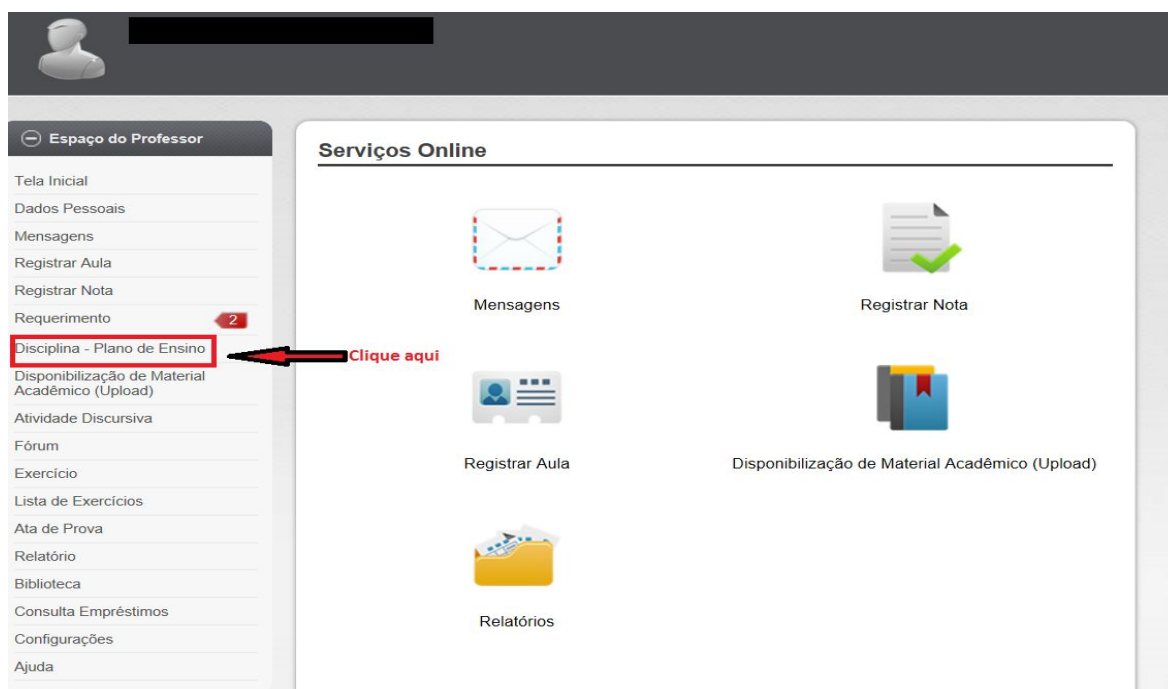 Espaço do Professor
Tela Inicial
Dados Pessoais
Mensagens
Registrar Aula
Registrar Nota
Requerimento 2
Disciplina - Plano de Ensino
Disponibilização de Material
Acadêmico (Upload)
Atividade Discursiva
Fórum
Exercício
Lista de Exercícios
Ata de Prova
Relatório
Biblioteca
Consulta Empréstimos
Configurações
Ajuda
Clique aqui
Serviços Online
Mensagens
Registrar Nota
Registrar Aula
Disponibilização de Material Acadêmico (Upload)
Relatórios